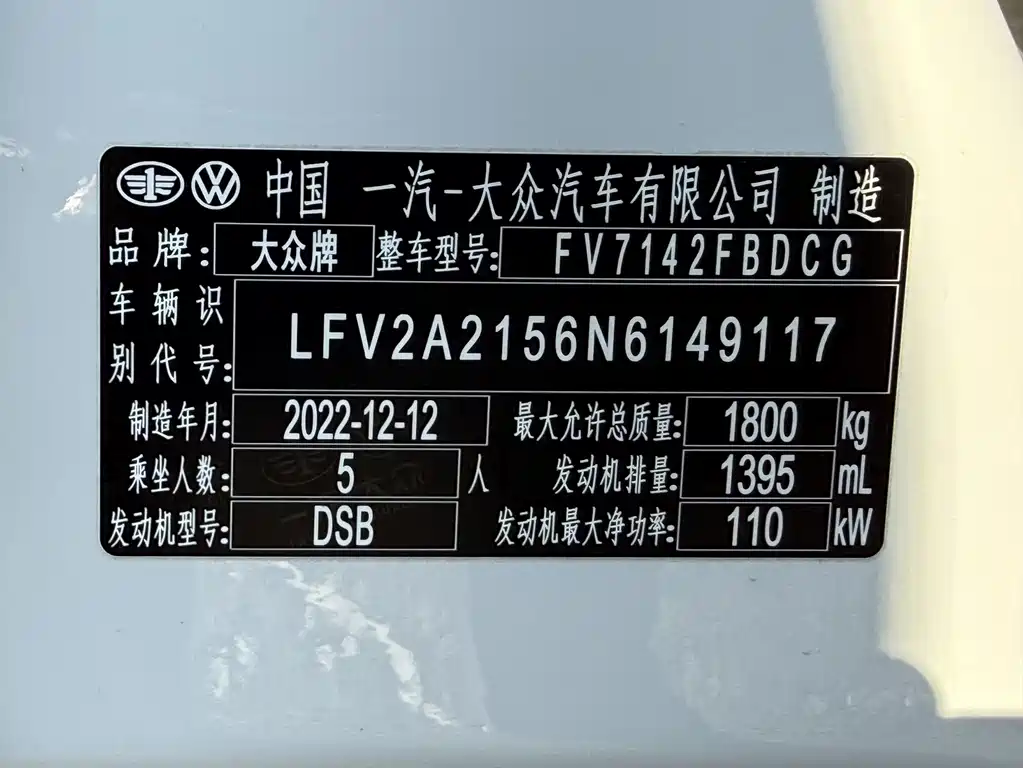 中国 一汽-大众汽车有限公司 制造
品牌: 大众牌 整车型号: FV7142FBDCG
车辆识别代号: LFV2A2156N6149117
制造年月: 2022-12-12 最大允许总质量: 1800 kg
乘坐人数: 5 人 发动机排量: 1395 mL
发动机型号: DSB 发动机最大净功率: 110 kW